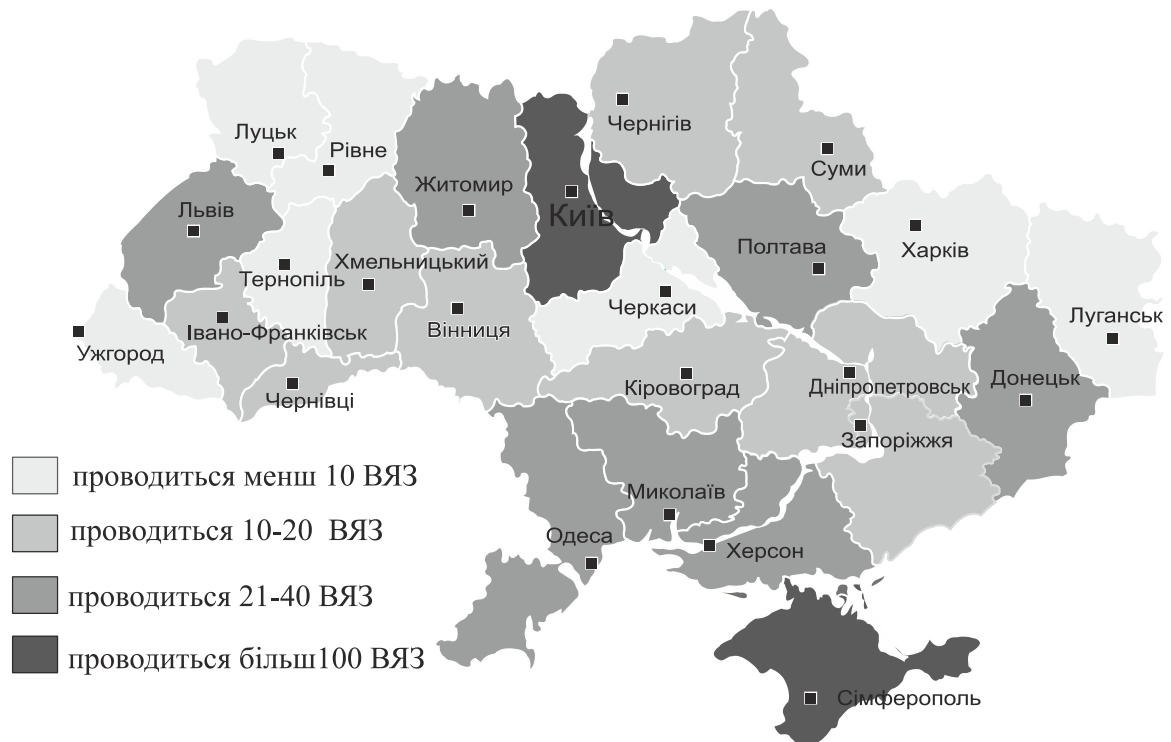 Чернігів
Луцьк
Рівне
Суми
Житомир
Київ
Львів
Полтава
Харків
Хмельницький
Тернопіль
Черкаси
Луганськ
Вінниця
Івано-Франківськ
Ужгород
Донецьк
Кіровоград
Дніпропетровськ
Чернівці
Запоріжжя
проводиться менш 10 ВЯЗ
Миколаїв
проводиться 10-20 ВЯЗ
Одеса
Херсон
проводиться 21-40 ВЯЗ
проводиться більш100 ВЯЗ
Сімферополь